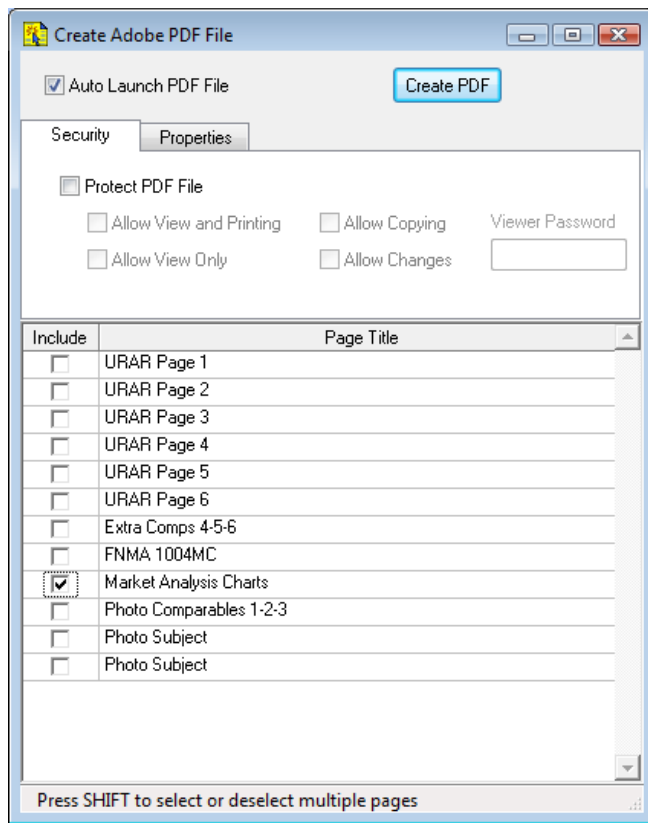 Create Adobe PDF File
Auto Launch PDF File
Create PDF
Security
Properties
Protect PDF File
Allow View and Printing
Allow Copying
Viewer Password
Allow View Only
Allow Changes
Include
Page Title
URAR Page 1
URAR Page 2
URAR Page 3
URAR Page 4
URAR Page 5
URAR Page 6
Extra Comps 4-5-6
FNMA 1004MC
Market Analysis Charts
Photo Comparables 1-2-3
Photo Subject
Photo Subject
Press SHIFT to select or deselect multiple pages